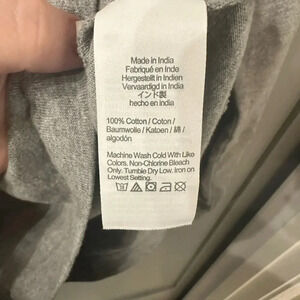 Made in India
Fabriqué en Inde
Hergestellt in Indien
Vervaardigd in India
インド製
hecho en india
100% Cotton / Coton /
Baumwolle / Katoen / 綿 /
algodón
Machine Wash Cold With Like
Colors. Non-Chlorine Bleach
Only. Tumble Dry Low. Iron on
Lowest Setting.